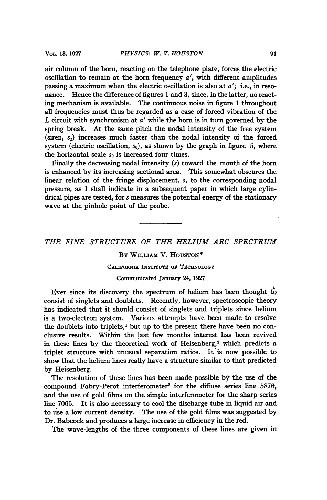 VOL. 13, 1927 PHYSICS: W. V. HOUSTON 91
air column of the horn, reacting on the telephone plate, forces the electric
oscillation to remain at the horn frequency a′, with different amplitudes
passing a maximum when the electric oscillation is also at a′; i.e., in reso-
nance. Hence the difference of figures 1 and 3, since, in the latter, no react-
ing mechanism is available. The continuous noise in figure 1 throughout
all frequencies must thus be regarded as a case of forced vibration of the
L circuit with synchronism at a′ while the horn is in turn governed by the
spring break. At the same pitch the nodal intensity of the free system
(siren, s₁) increases much faster than the nodal intensity of the forced
system (electric oscillation, s₂), as shown by the graph in figure 5, where
the horizontal scale s₁ is increased four times.
Finally the decreasing nodal intensity (s) toward the mouth of the horn
is enhanced by its increasing sectional area. This somewhat obscures the
linear relation of the fringe displacement, s, to the corresponding nodal
pressure, as I shall indicate in a subsequent paper in which large cylin-
drical pipes are tested, for s measures the potential energy of the stationary
wave at the pinhole point of the probe.
THE FINE STRUCTURE OF THE HELIUM ARC SPECTRUM
BY WILLIAM V. HOUSTON*
CALIFORNIA INSTITUTE OF TECHNOLOGY
Communicated January 24, 1927
Ever since its discovery the spectrum of helium has been thought to
consist of singlets and doublets. Recently, however, spectroscopic theory
has indicated that it should consist of singlets and triplets since helium
is a two-electron system. Various attempts have been made to resolve
the doublets into triplets,¹ but up to the present there have been no con-
clusive results. Within the last few months interest has been revived
in these lines by the theoretical work of Heisenberg,² which predicts a
triplet structure with unusual separation ratios. It is now possible to
show that the helium lines really have a structure similar to that predicted
by Heisenberg.
The resolution of these lines has been made possible by the use of the
compound Fabry-Perot interferometer³ for the diffuse series line 5876,
and the use of gold films on the simple interferometer for the sharp series
line 7065. It is also necessary to cool the discharge tube in liquid air and
to use a low current density. The use of the gold films was suggested by
Dr. Babcock and produces a large increase in efficiency in the red.
The wave-lengths of the three components of these lines are given in